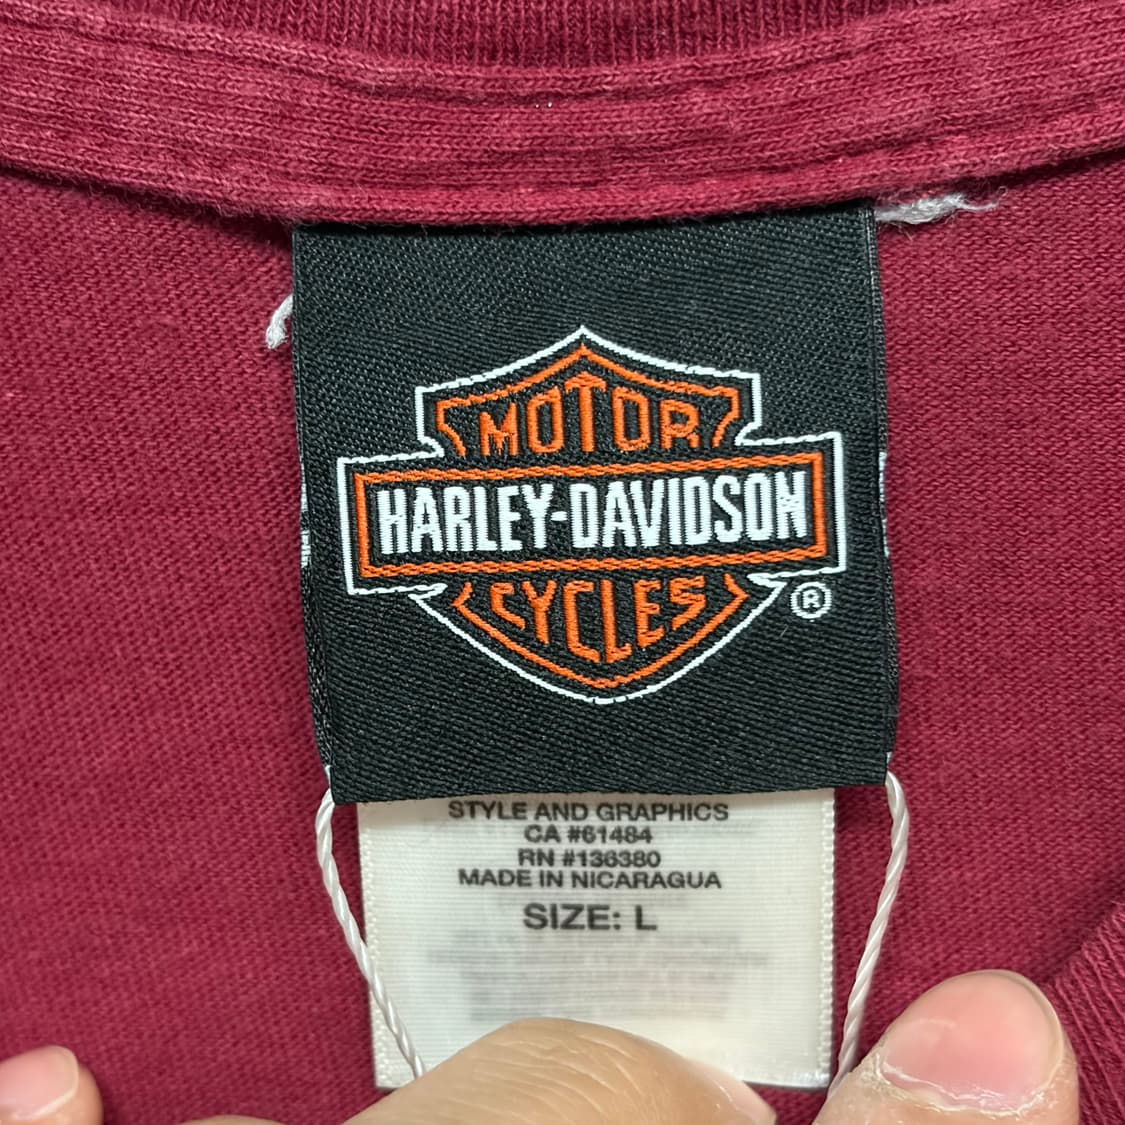 MOTOR
HARLEY-DAVIDSON
CYCLES
®
STYLE AND GRAPHICS
CA #61484
RN #136380
MADE IN NICARAGUA
SIZE: L